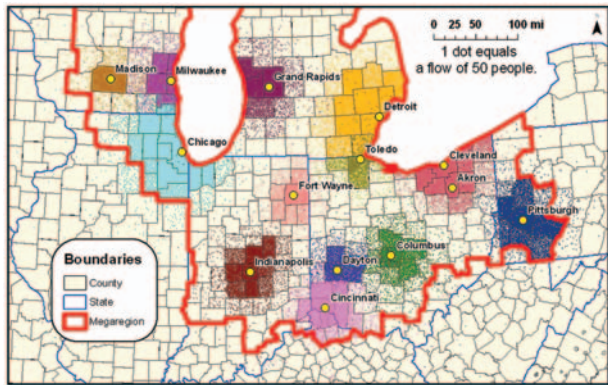 0 25 50 100 mi
1 dot equals
a flow of 50 people.
Madison
Milwaukee
Grand Rapids
Detroit
Chicago
Toledo
Cleveland
Fort Wayne
Akron
Pittsburgh
Indianapolis
Dayton
Columbus
Cincinnati
Boundaries
County
State
Megaregion